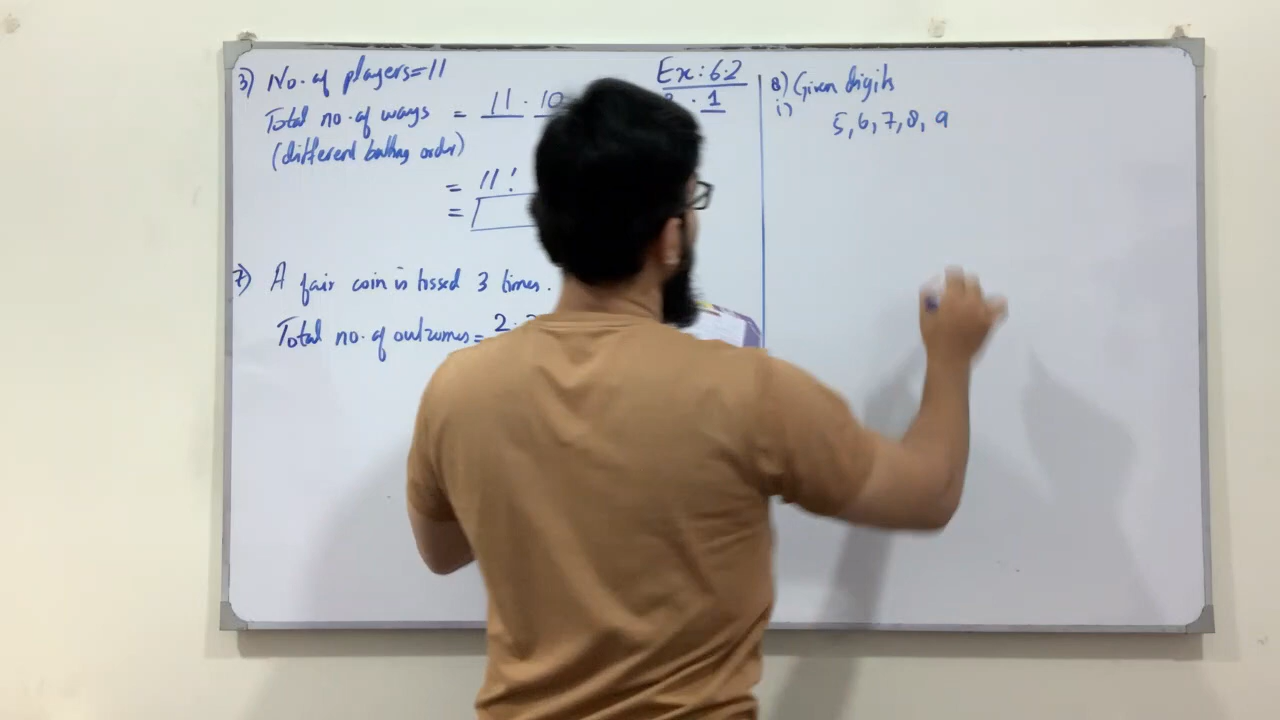 Ex: 6.2
3) No. of players = 11
Total no. of ways = 11 . 10 . 1
(different batting order)
= 11!
=
7) A fair coin is tossed 3 times.
Total no. of outcomes = 2 .
8) Given digits
i) 5, 6, 7, 8, 9